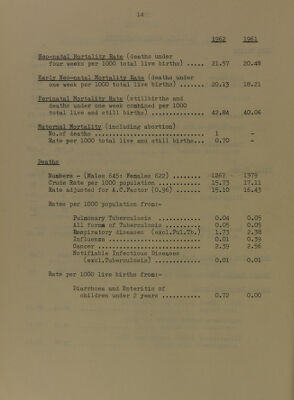 14
1962 1961
Neo-natal Mortality Rate (deaths under
four weeks per 1000 total live births) ..... 21.57 20.48
Early Neo-natal Mortality Rate (deaths under
one week per 1000 total live births) ..... 20.13 18.21
Perinatal Mortality Rate (stillbirths and
deaths under one week combined per 1000
total live and still births) ........... 42.84 40.06
Maternal Mortality (including abortion)
No. of deaths ........................ 1 -
Rate per 1000 total live and still births... 0.70 -
Deaths
Numbers - (Males 645: Females 622) ........ 1267 1379
Crude Rate per 1000 population ........... 15.73 17.11
Rate adjusted for A.C.Factor (0.96) ...... 15.10 16.43
Rates per 1000 population from:-
Pulmonary Tuberculosis ............ 0.04 0.05
All forms of Tuberculosis ......... 0.05 0.05
Respiratory diseases (excl.Pul.Tb.) 1.73 2.38
Influenza ......................... 0.01 0.39
Cancer ............................ 2.39 2.56
Notifiable Infectious Diseases
(excl.Tuberculosis) ............ 0.01 0.01
Rate per 1000 live births from:-
Diarrhoea and Enteritis of
children under 2 years ........... 0.72 0.00